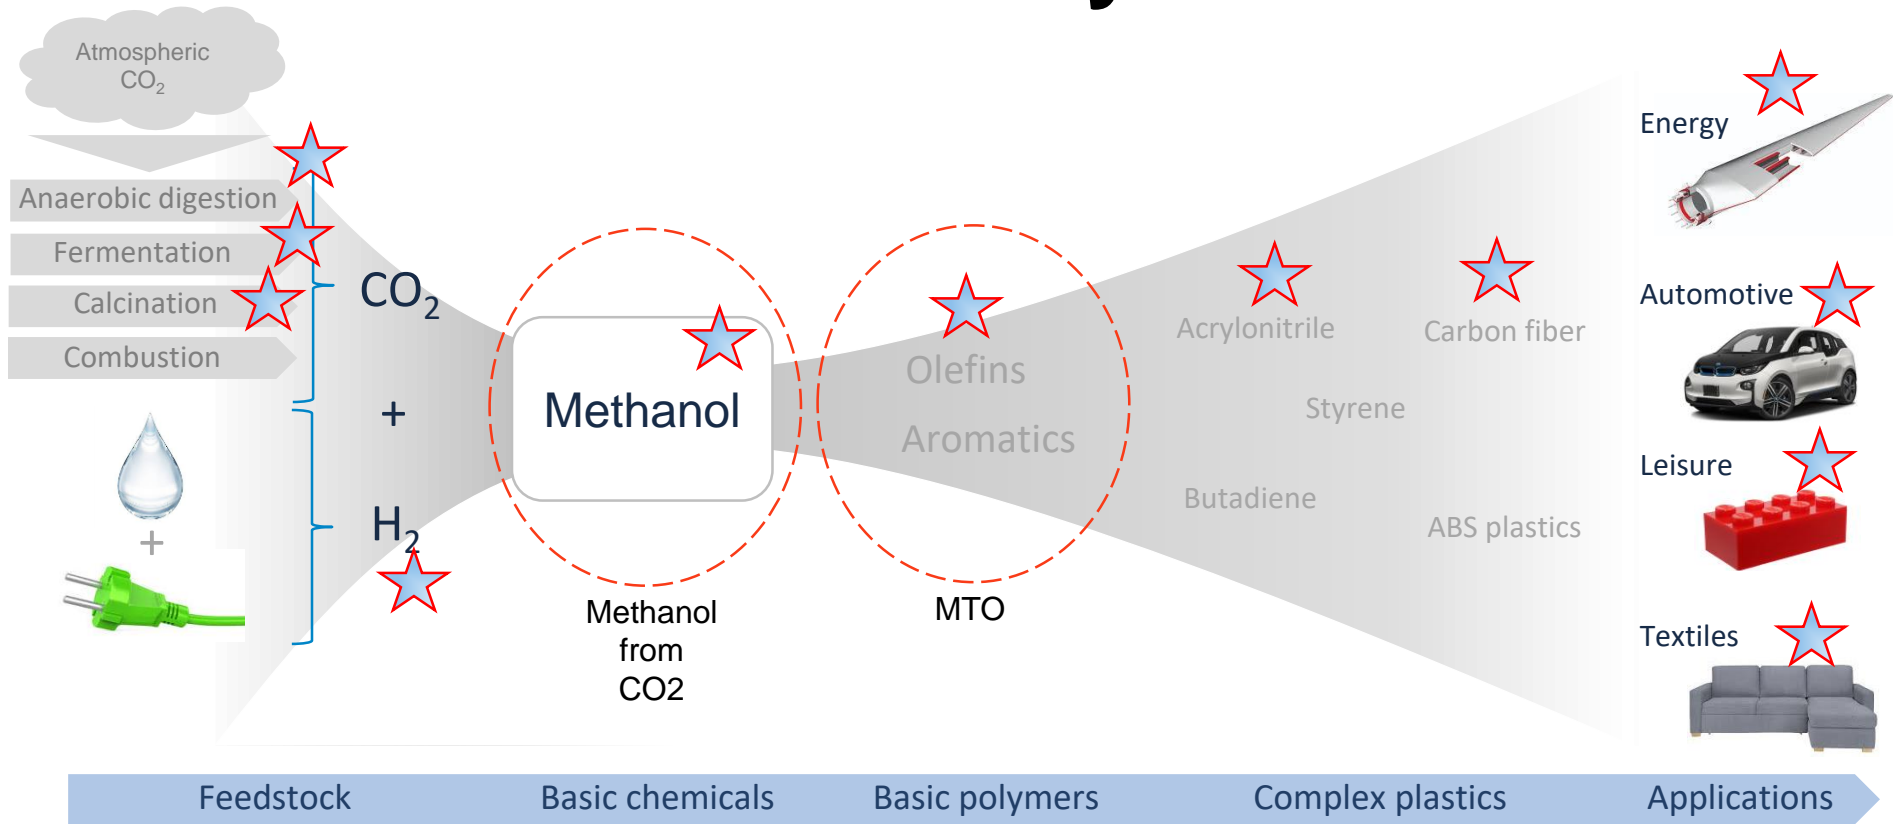 Atmospheric
CO₂
Anaerobic digestion
Fermentation
Calcination
Combustion
+
CO₂
+
H₂
Methanol
Methanol
from
CO2
Olefins
Aromatics
MTO
Acrylonitrile
Carbon fiber
Styrene
Butadiene
ABS plastics
Energy
Automotive
Leisure
Textiles
Feedstock
Basic chemicals
Basic polymers
Complex plastics
Applications